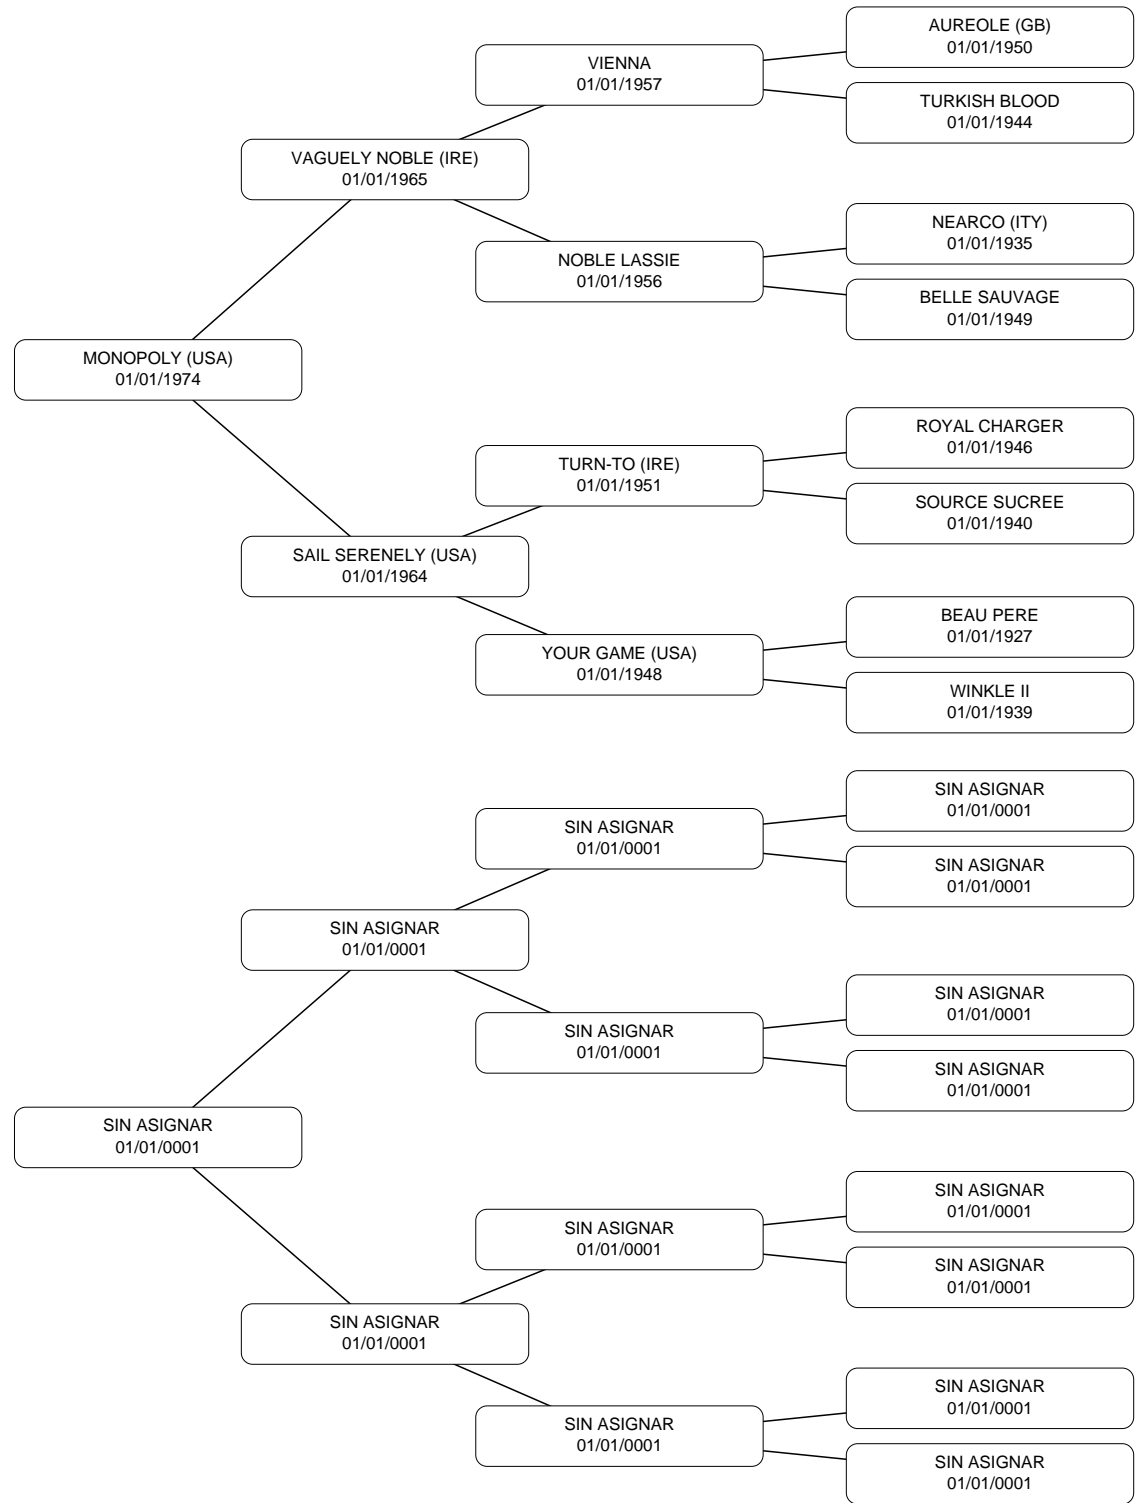 AUREOLE (GB)
01/01/1950
VIENNA
01/01/1957
TURKISH BLOOD
01/01/1944
VAGUELY NOBLE (IRE)
01/01/1965
NEARCO (ITY)
01/01/1935
NOBLE LASSIE
01/01/1956
BELLE SAUVAGE
01/01/1949
MONOPOLY (USA)
01/01/1974
ROYAL CHARGER
01/01/1946
TURN-TO (IRE)
01/01/1951
SOURCE SUCREE
01/01/1940
SAIL SERENELY (USA)
01/01/1964
BEAU PERE
01/01/1927
YOUR GAME (USA)
01/01/1948
WINKLE II
01/01/1939
SIN ASIGNAR
01/01/0001
SIN ASIGNAR
01/01/0001
SIN ASIGNAR
01/01/0001
SIN ASIGNAR
01/01/0001
SIN ASIGNAR
01/01/0001
SIN ASIGNAR
01/01/0001
SIN ASIGNAR
01/01/0001
SIN ASIGNAR
01/01/0001
SIN ASIGNAR
01/01/0001
SIN ASIGNAR
01/01/0001
SIN ASIGNAR
01/01/0001
SIN ASIGNAR
01/01/0001
SIN ASIGNAR
01/01/0001
SIN ASIGNAR
01/01/0001
SIN ASIGNAR
01/01/0001